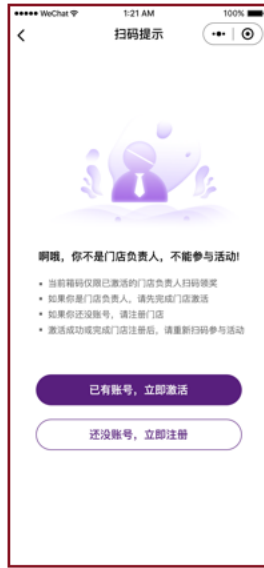 ●●●●● WeChat 1:21 AM 100%
扫码提示
啊哦，你不是门店负责人，不能参与活动!
• 当前箱码仅限已激活的门店负责人扫码领奖
• 如果你是门店负责人，请先完成门店激活
• 如果你还没账号，请注册门店
• 激活成功或完成门店注册后，请重新扫码参与活动
已有账号，立即激活
还没账号，立即注册